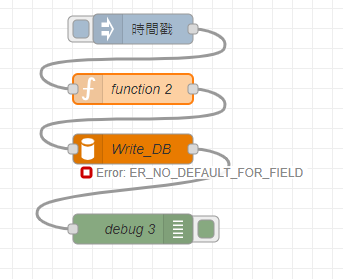 時間戳
function 2
Write_DB
Error: ER_NO_DEFAULT_FOR_FIELD
debug 3